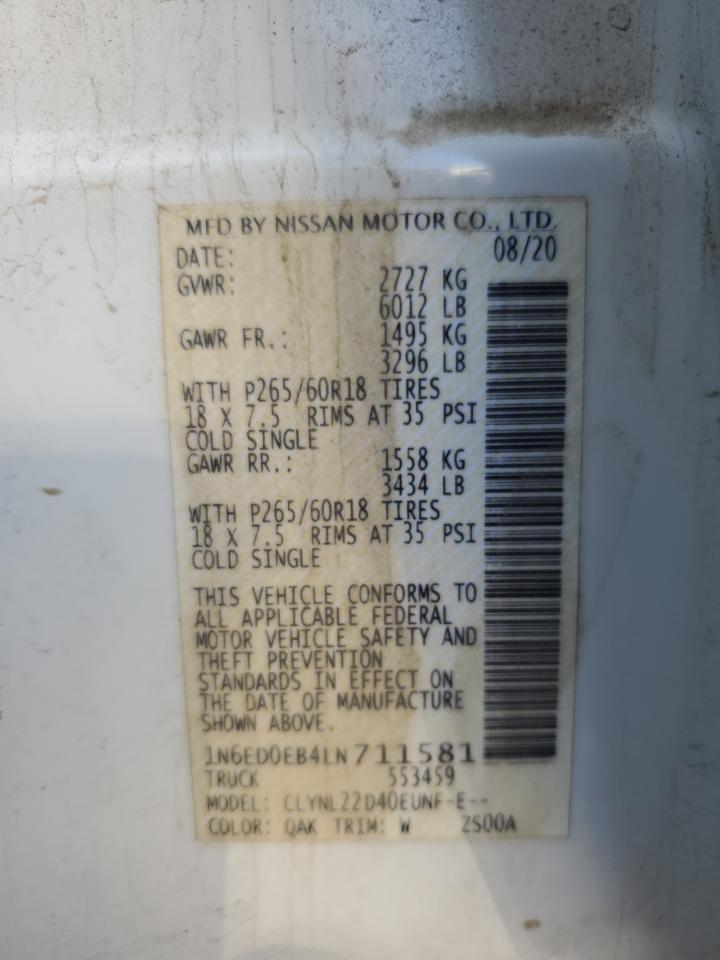 MFD BY NISSAN MOTOR CO., LTD.
DATE: 08/20
GVWR: 2727 KG
6012 LB
GAWR FR.: 1495 KG
3296 LB
WITH P265/60R18 TIRES
18 X 7.5 RIMS AT 35 PSI
COLD SINGLE
GAWR RR.: 1558 KG
3434 LB
WITH P265/60R18 TIRES
18 X 7.5 RIMS AT 35 PSI
COLD SINGLE
THIS VEHICLE CONFORMS TO
ALL APPLICABLE FEDERAL
MOTOR VEHICLE SAFETY AND
THEFT PREVENTION
STANDARDS IN EFFECT ON
THE DATE OF MANUFACTURE
SHOWN ABOVE.
1N6ED0EB4LN711581
TRUCK 553459
MODEL: CLYNL22D40EUNF-E--
COLOR: QAK TRIM: W 2S00A